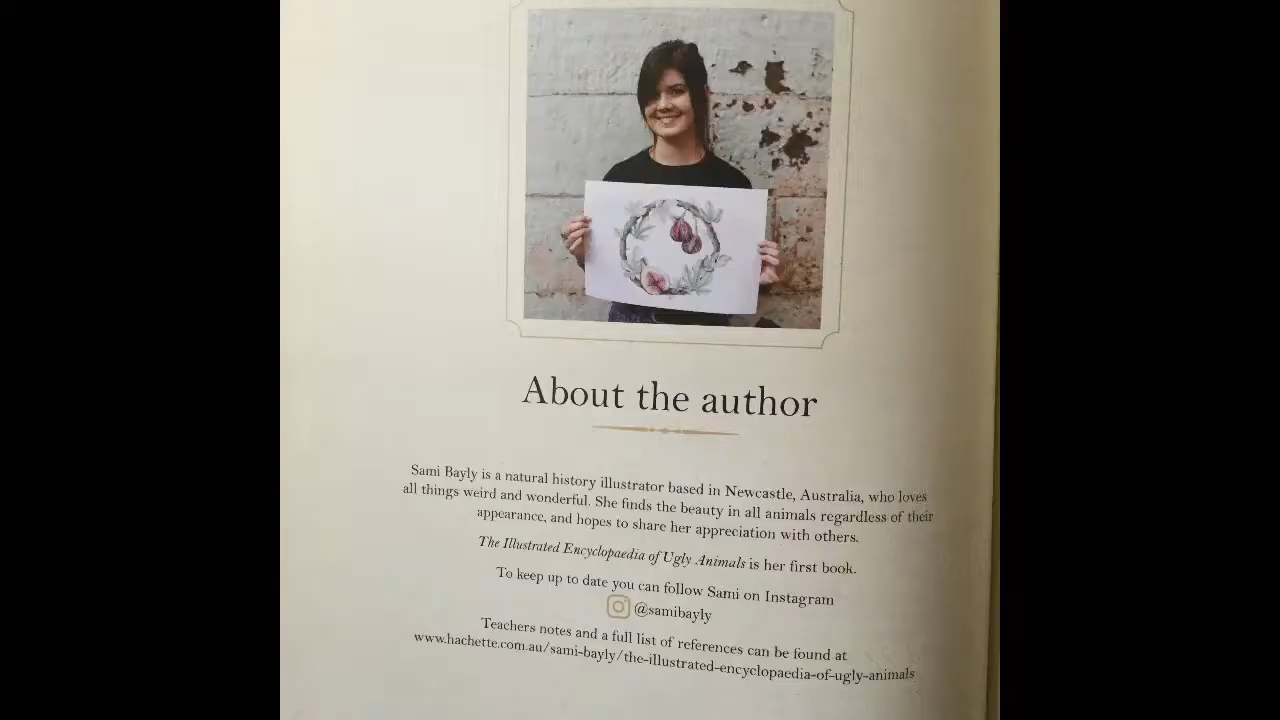 About the author
Sami Bayly is a natural history illustrator based in Newcastle, Australia, who loves
all things weird and wonderful. She finds the beauty in all animals regardless of their
appearance, and hopes to share her appreciation with others.
The Illustrated Encyclopaedia of Ugly Animals is her first book.
To keep up to date you can follow Sami on Instagram
@samibayly
Teachers notes and a full list of references can be found at
www.hachette.com.au/sami-bayly/the-illustrated-encyclopaedia-of-ugly-animals